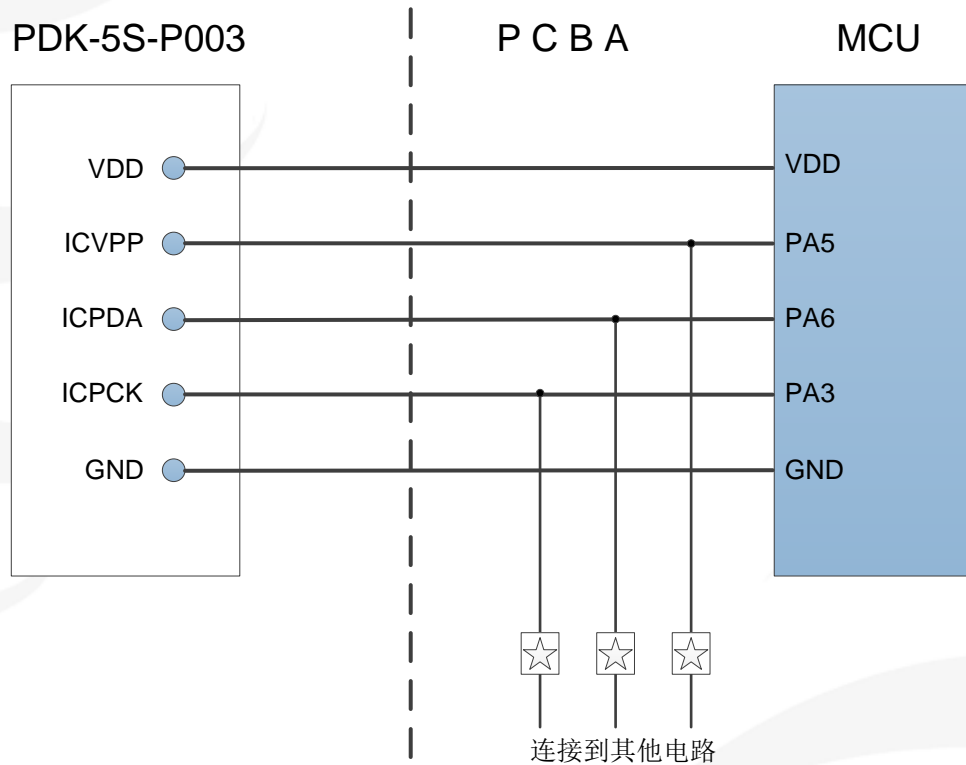 PDK-5S-P003
P C B A
MCU
VDD
VDD
ICVPP
PA5
ICPDA
PA6
ICPCK
PA3
GND
GND
连接到其他电路